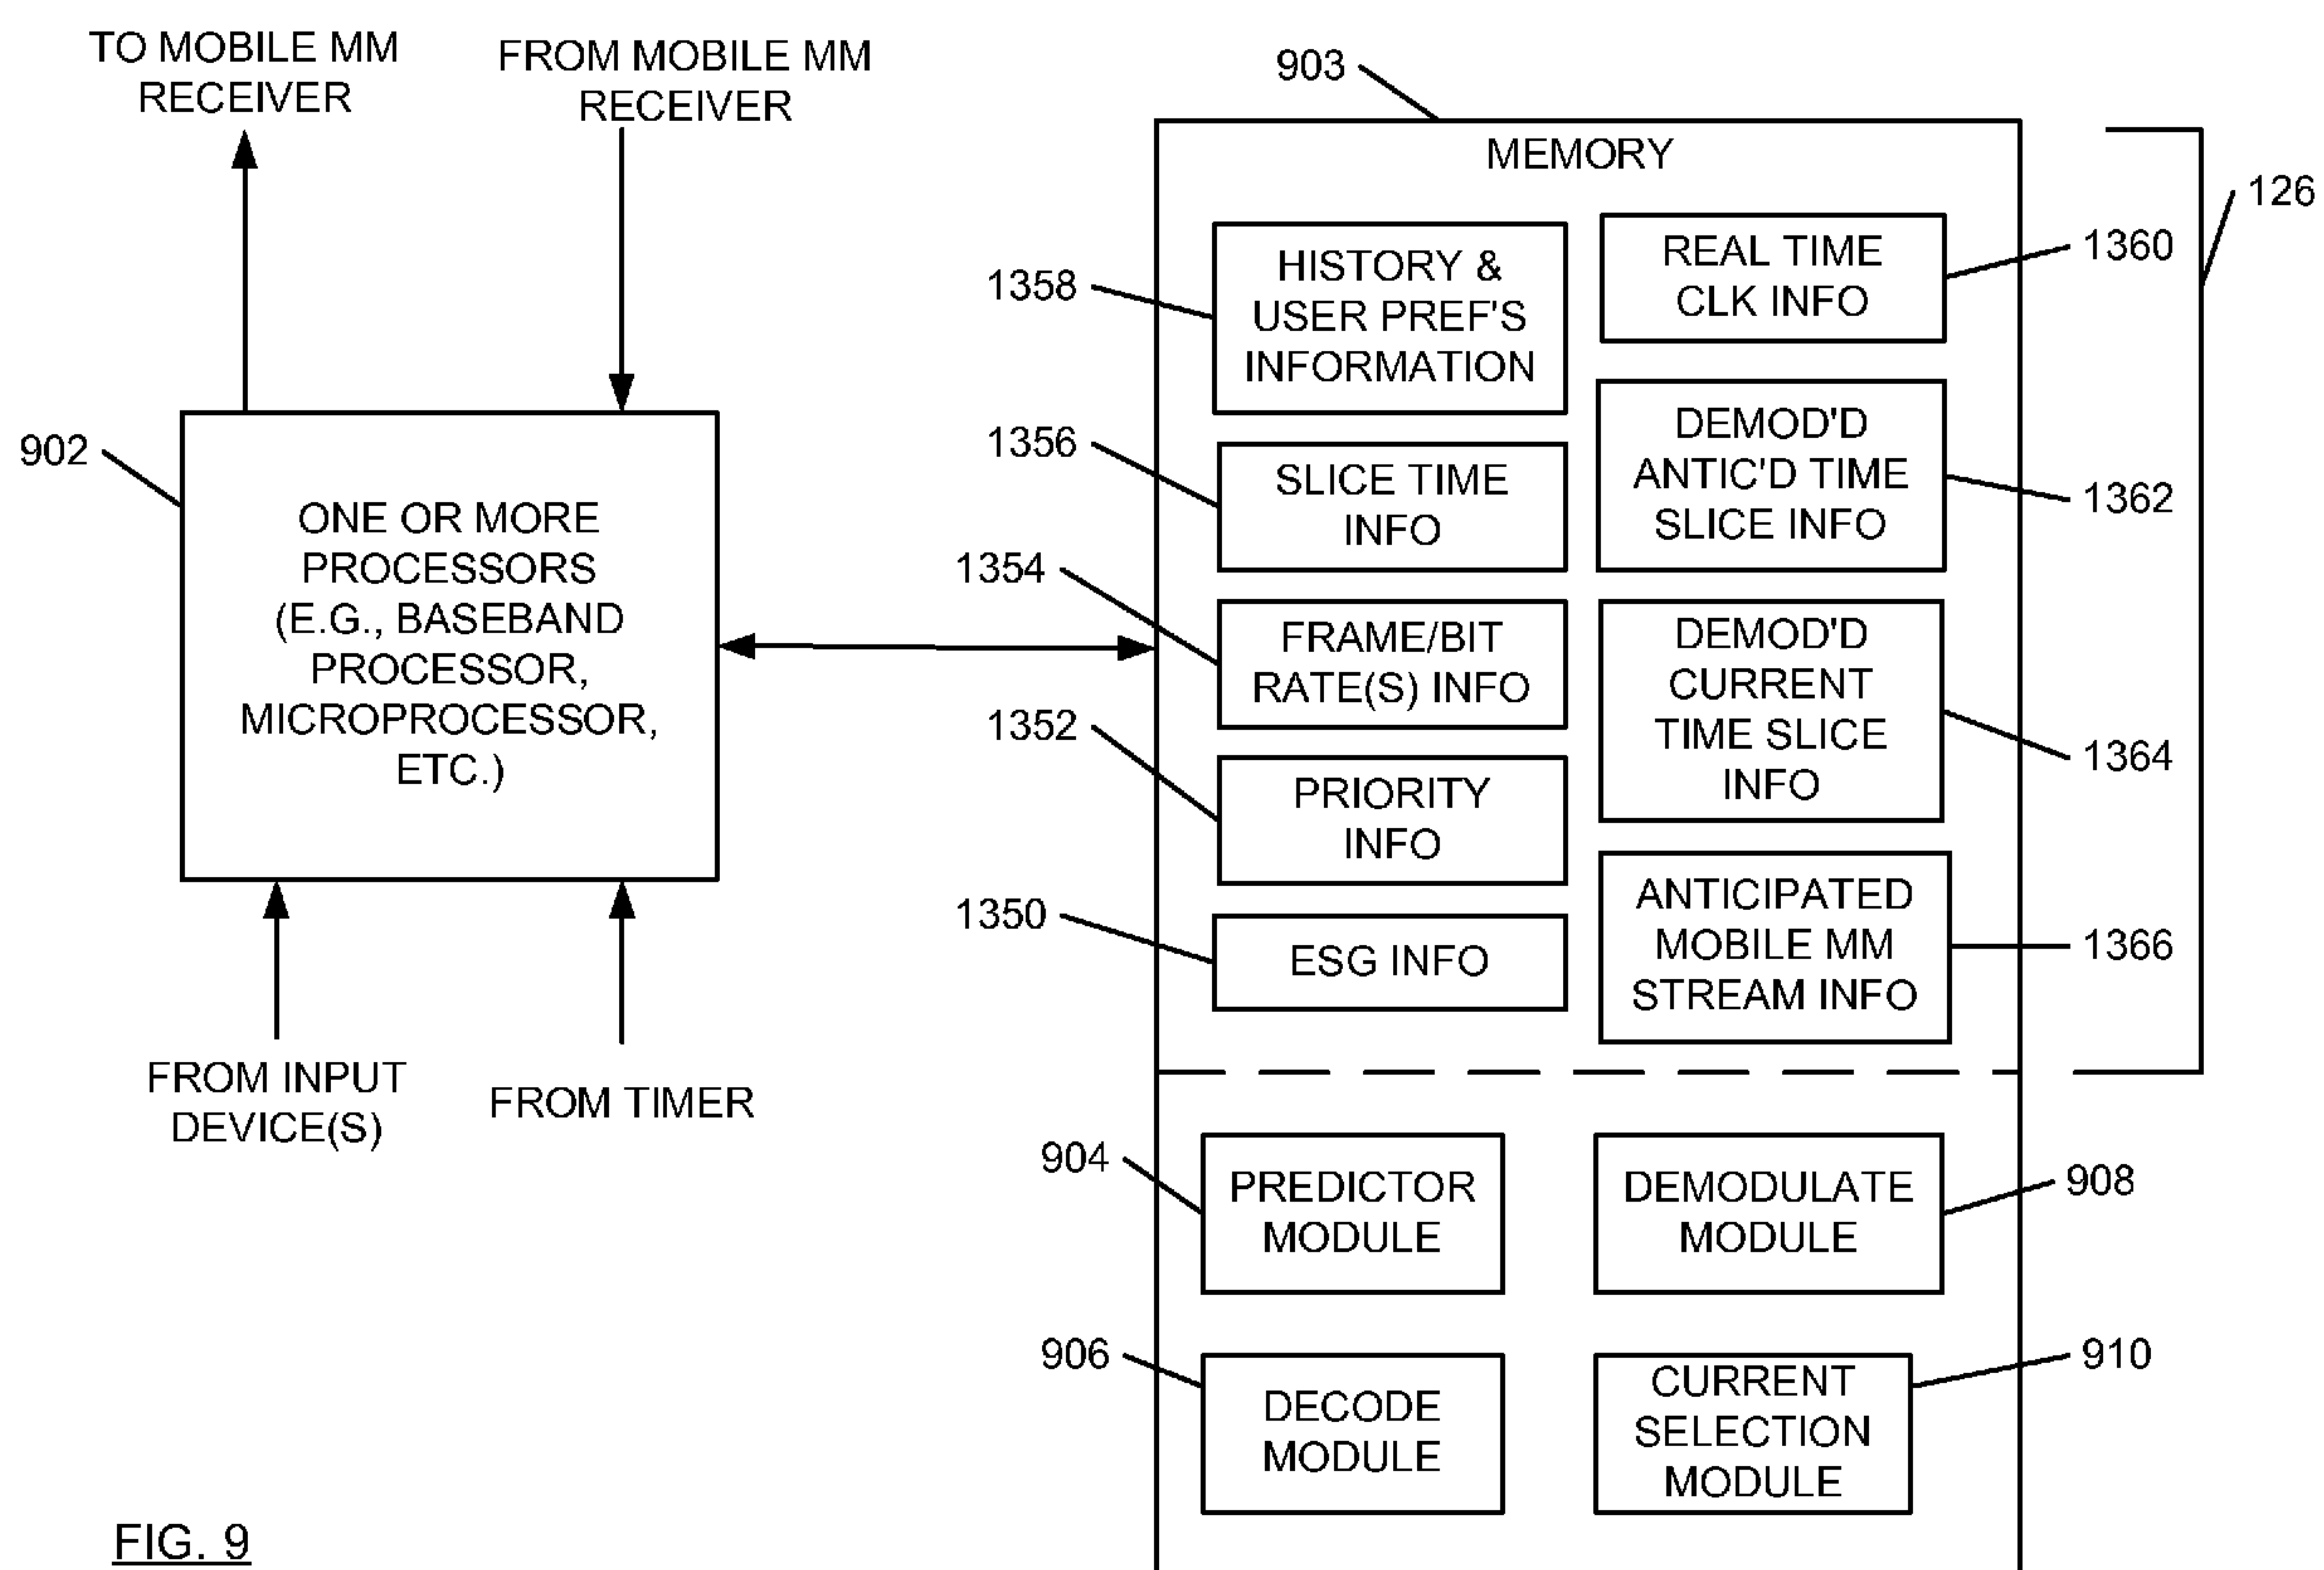 TO MOBILE MM
RECEIVER
FROM MOBILE MM
RECEIVER
902
ONE OR MORE
PROCESSORS
(E.G., BASEBAND
PROCESSOR,
MICROPROCESSOR,
ETC.)
FROM INPUT
DEVICE(S)
FROM TIMER
903
MEMORY
126
1358
HISTORY &
USER PREF'S
INFORMATION
REAL TIME
CLK INFO
1360
1356
SLICE TIME
INFO
DEMOD'D
ANTIC'D TIME
SLICE INFO
1362
1354
FRAME/BIT
RATE(S) INFO
DEMOD'D
CURRENT
TIME SLICE
INFO
1364
1352
PRIORITY
INFO
1350
ESG INFO
ANTICIPATED
MOBILE MM
STREAM INFO
1366
904
PREDICTOR
MODULE
DEMODULATE
MODULE
908
906
DECODE
MODULE
CURRENT
SELECTION
MODULE
910
FIG. 9